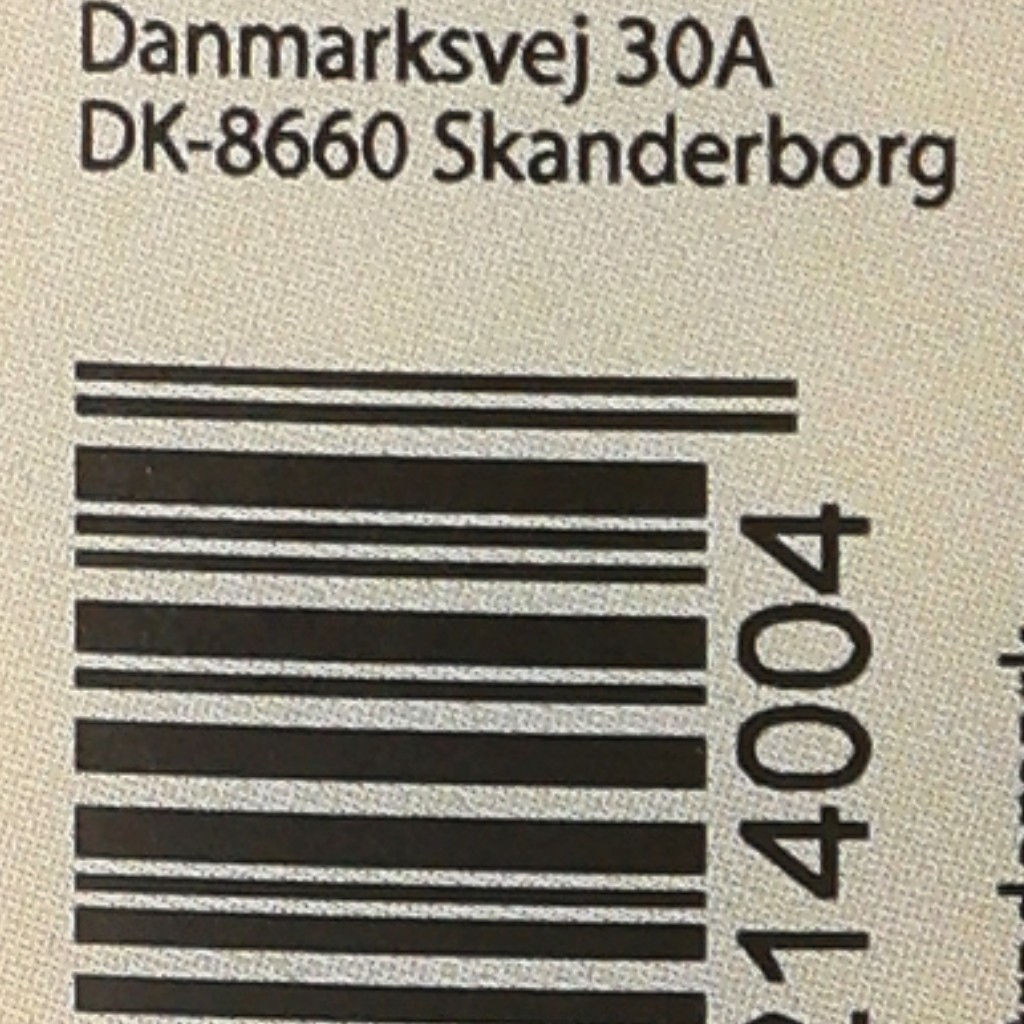 Danmarksvej 30A
DK-8660 Skanderborg
14004